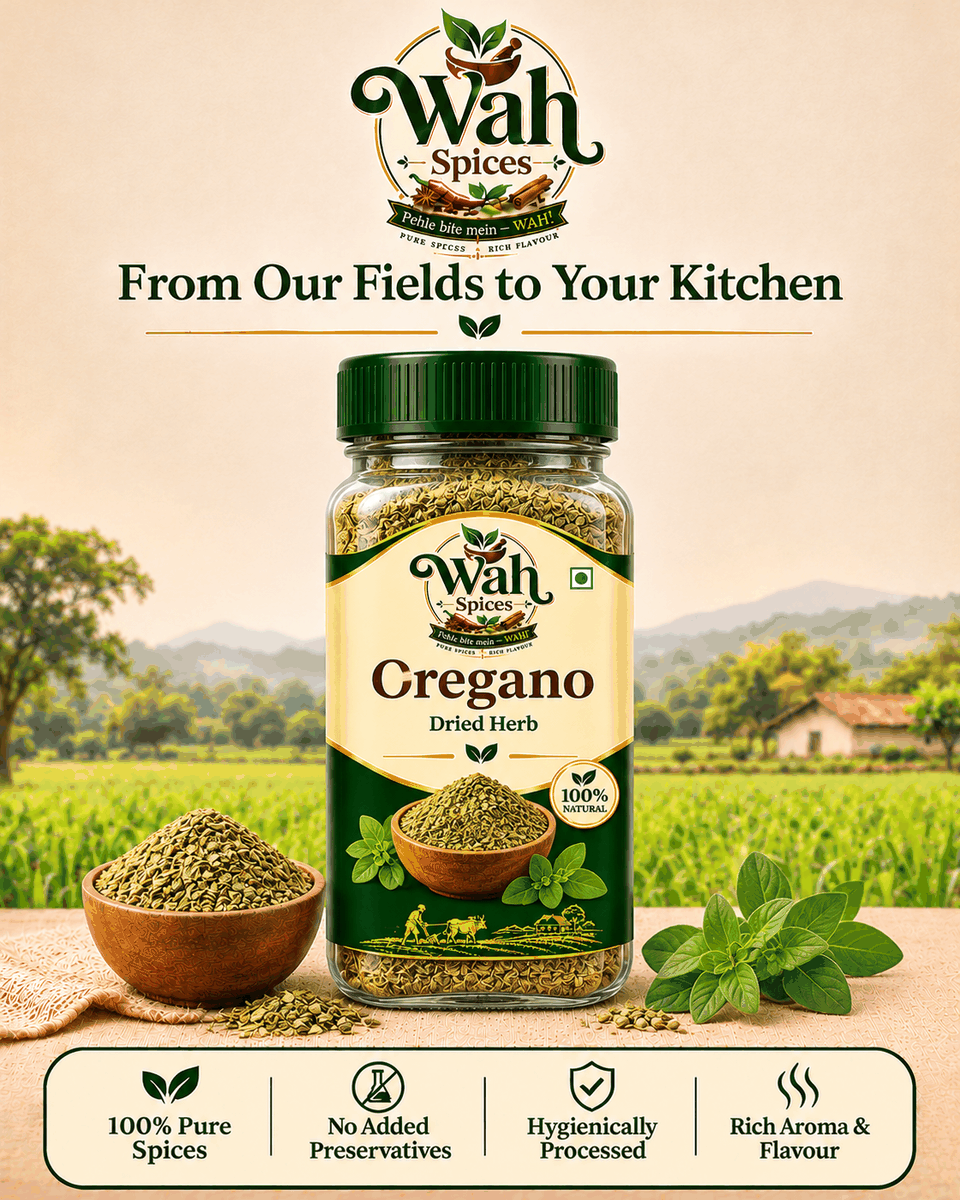 Wah
Spices
Pehle bite mein – WAH!
PURE SPECSS RICH FLAVOUR
From Our Fields to Your Kitchen
Wah
Spices
Pehle bite mein – WAH!
PURE SPICES RICH FLAVOUR
Oregano
Dried Herb
100%
NATURAL
100% Pure
Spices
No Added
Preservatives
Hygienically
Processed
Rich Aroma &
Flavour